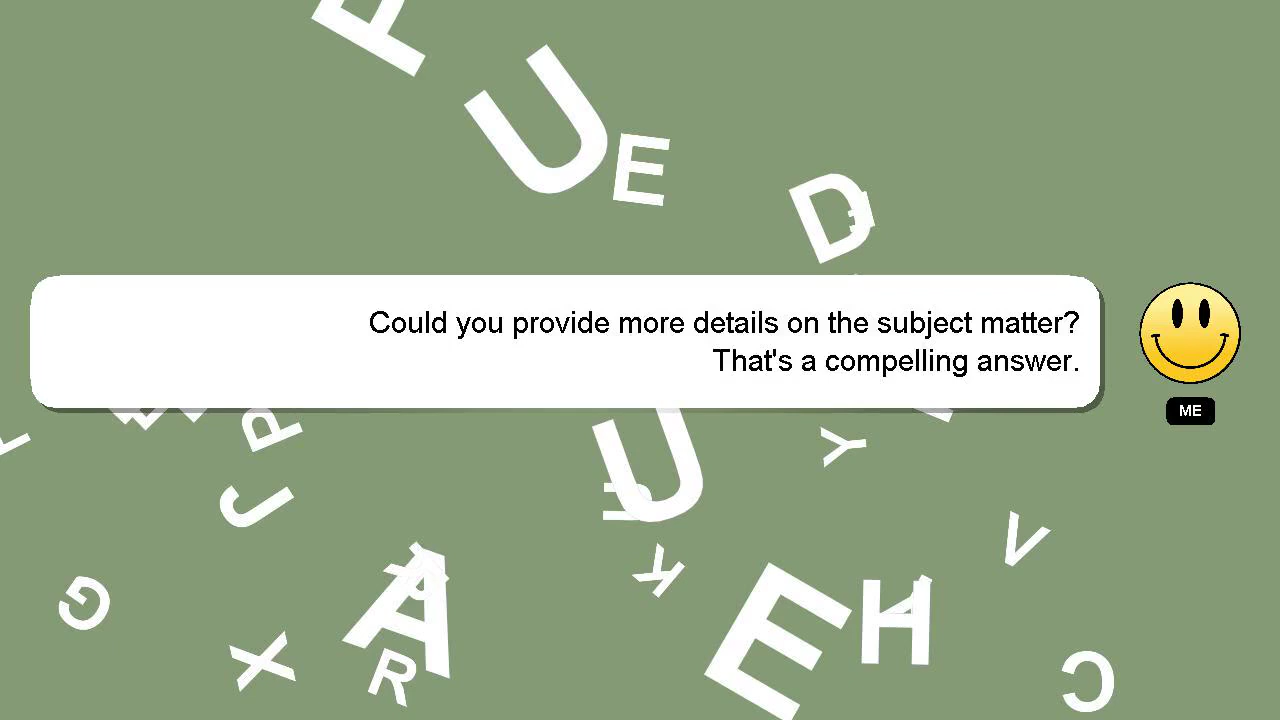 Could you provide more details on the subject matter?
That's a compelling answer.
ME